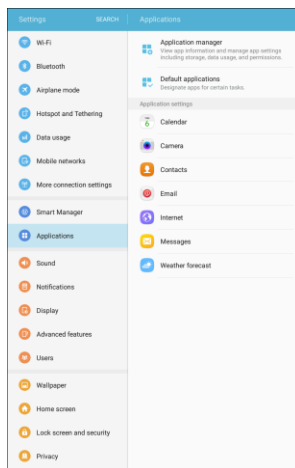 Settings
SEARCH
Wi-Fi
Bluetooth
Airplane mode
Hotspot and Tethering
Data usage
Mobile networks
More connection settings
Smart Manager
Applications
Sound
Notifications
Display
Advanced features
Users
Wallpaper
Home screen
Lock screen and security
Privacy
Applications
Application manager
View app information and manage app settings
including storage, data usage, and permissions.
Default applications
Designate apps for certain tasks.
Application settings
6
Calendar
Camera
Contacts
Email
Internet
Messages
Weather forecast